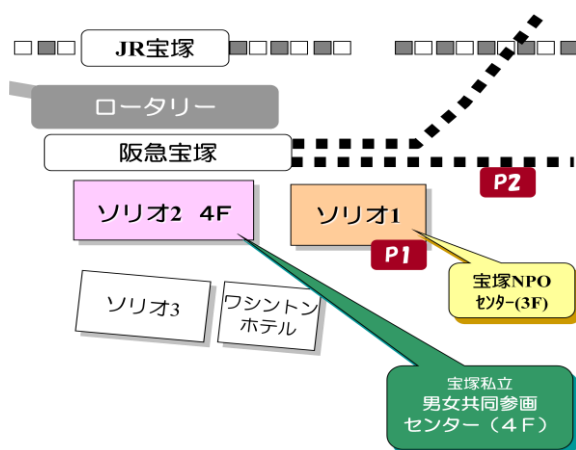 JR宝塚
ロータリー
阪急宝塚
P2
ソリオ2 4F
ソリオ1
P1
宝塚NPO
ｾﾝﾀｰ(3F)
ソリオ3
ワシントン
ホテル
宝塚私立
男女共同参画
センター（４Ｆ）